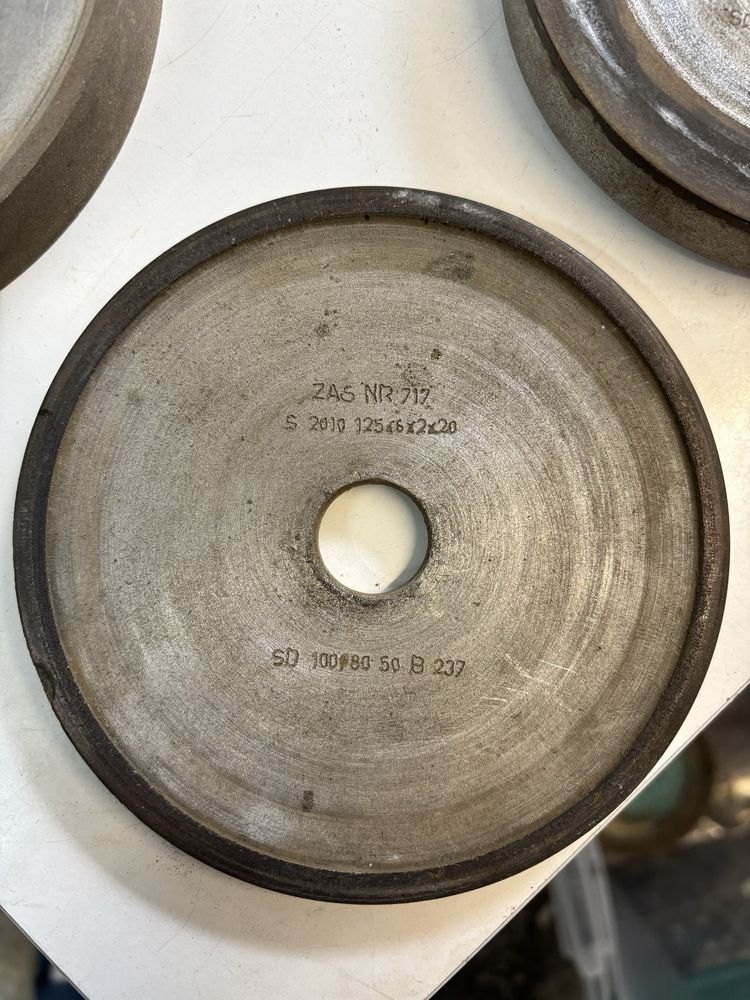 ZAS NR 717
S 2010 125x6x2x20
SD 100/80 50 B 237